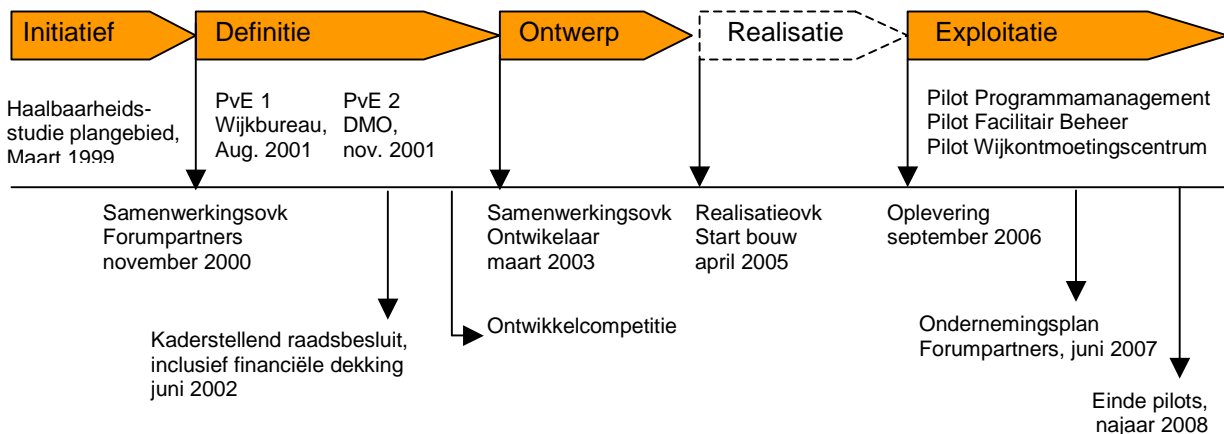 Initiatief
Definitie
Ontwerp
Realisatie
Exploitatie
Haalbaarheids-
studie plangebied,
Maart 1999
PvE 1
Wijkbureau,
Aug. 2001
PvE 2
DMO,
nov. 2001
Pilot Programmamanagement
Pilot Facilitair Beheer
Pilot Wijkontmoetingscentrum
Samenwerkingsovk
Forumpartners
november 2000
Samenwerkingsovk
Ontwikelaar
maart 2003
Realisatieovk
Start bouw
april 2005
Oplevering
september 2006
Kaderstellend raadsbesluit,
inclusief financiële dekking
juni 2002
Ontwikkelcompetitie
Ondernemingsplan
Forumpartners, juni 2007
Einde pilots,
najaar 2008